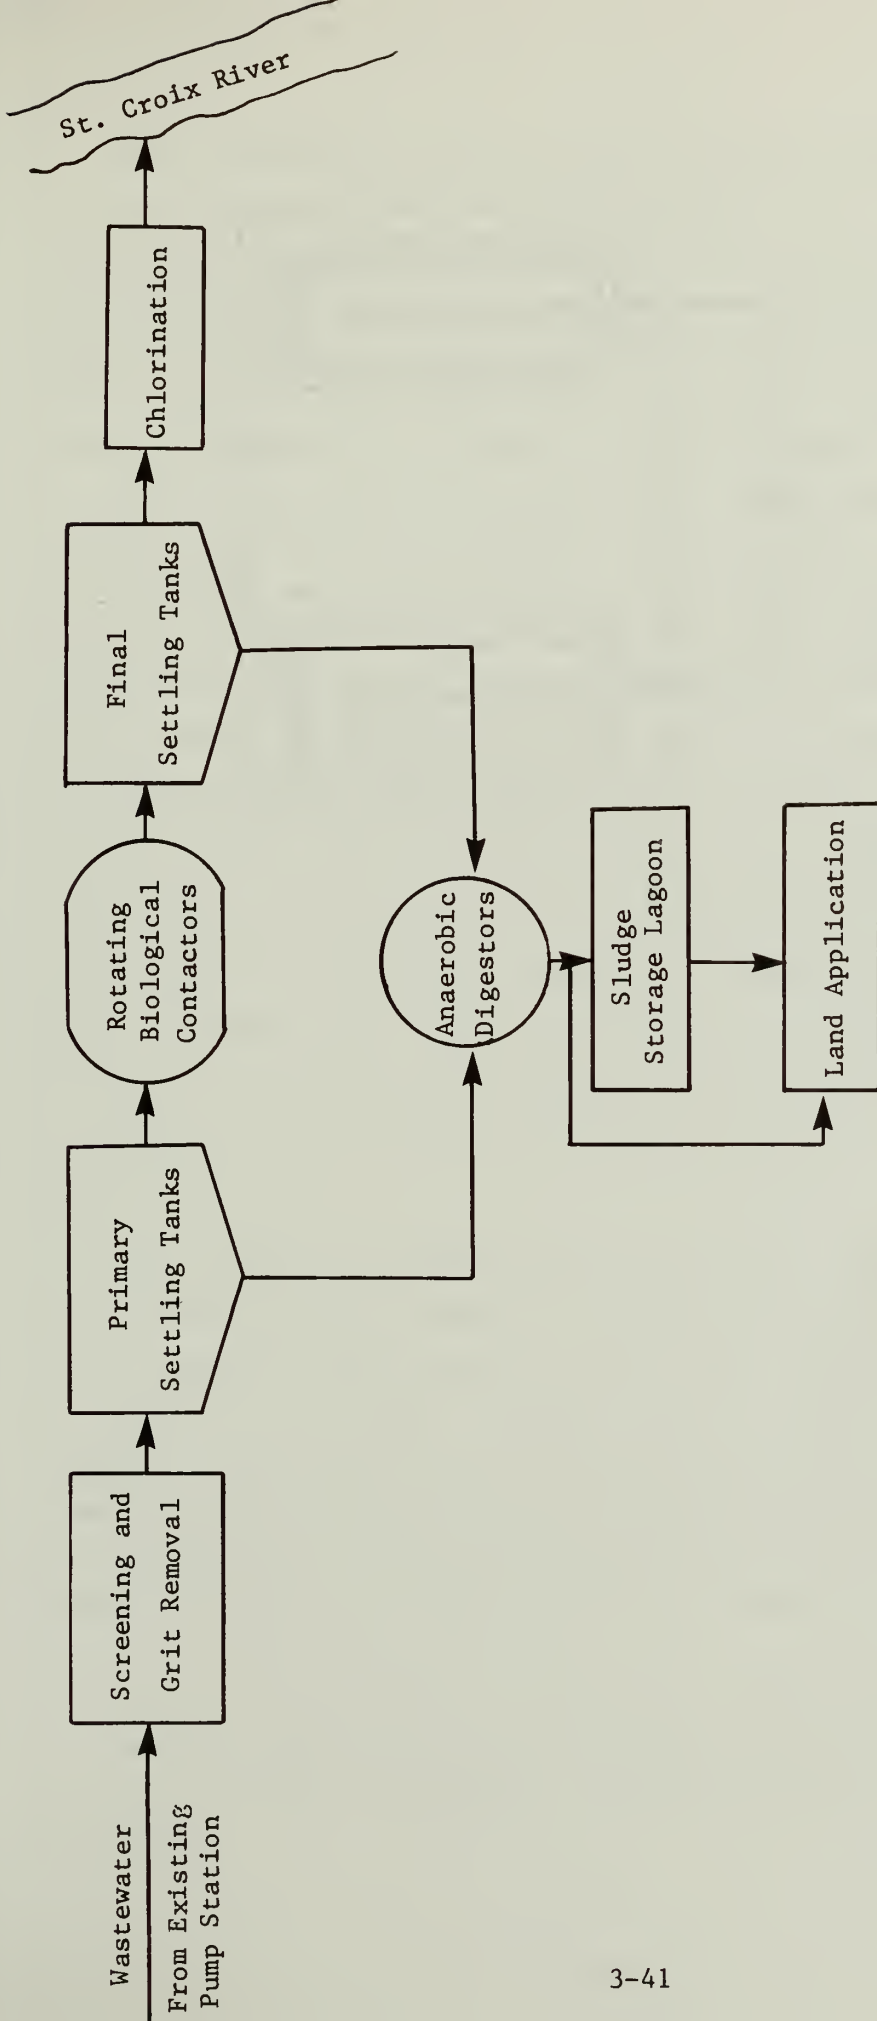 Wastewater
From Existing
Pump Station
Screening and
Grit Removal
Primary
Settling Tanks
Rotating
Biological
Contactors
Final
Settling Tanks
Chlorination
St. Croix River
Anaerobic
Digestors
Sludge
Storage Lagoon
Land Application
3-41